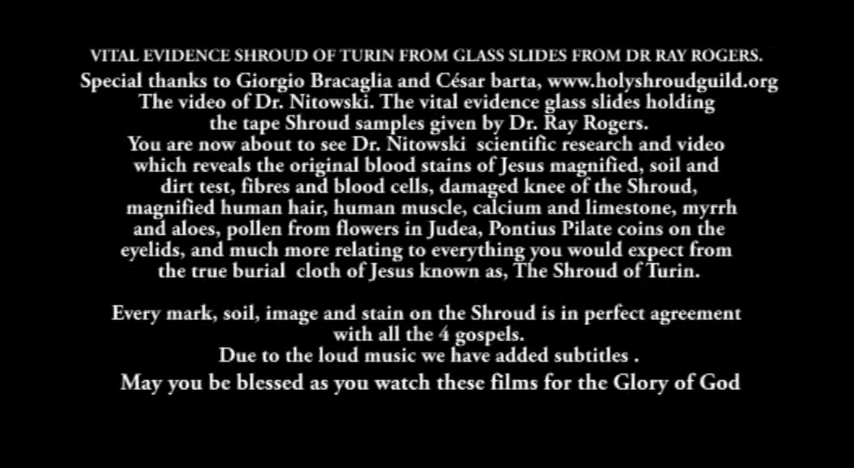 VITAL EVIDENCE SHROUD OF TURIN FROM GLASS SLIDES FROM DR RAY ROGERS.
Special thanks to Giorgio Bracaglia and César barta, www.holyshroudguild.org
The video of Dr. Nitowski. The vital evidence glass slides holding
the tape Shroud samples given by Dr. Ray Rogers.
You are now about to see Dr. Nitowski scientific research and video
which reveals the original blood stains of Jesus magnified, soil and
dirt test, fibres and blood cells, damaged knee of the Shroud,
magnified human hair, human muscle, calcium and limestone, myrrh
and aloes, pollen from flowers in Judea, Pontius Pilate coins on the
eyelids, and much more relating to everything you would expect from
the true burial cloth of Jesus known as, The Shroud of Turin.
Every mark, soil, image and stain on the Shroud is in perfect agreement
with all the 4 gospels.
Due to the loud music we have added subtitles .
May you be blessed as you watch these films for the Glory of God